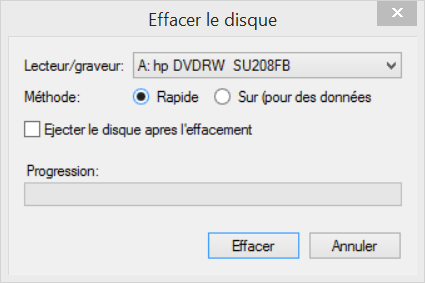 Effacer le disque
Lecteur/graveur: A: hp DVDRW SU208FB
Méthode: Rapide Sur (pour des données
Ejecter le disque apres l'effacement
Progression:
Effacer Annuler